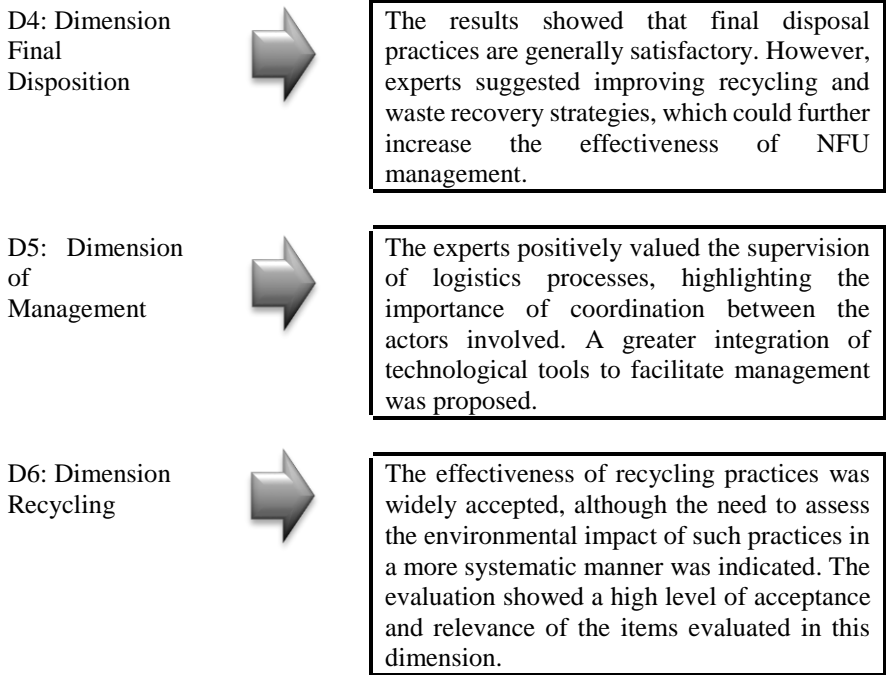 D4: Dimension
Final
Disposition
The results showed that final disposal
practices are generally satisfactory. However,
experts suggested improving recycling and
waste recovery strategies, which could further
increase the effectiveness of NFU
management.
D5: Dimension
of
Management
The experts positively valued the supervision
of logistics processes, highlighting the
importance of coordination between the
actors involved. A greater integration of
technological tools to facilitate management
was proposed.
D6: Dimension
Recycling
The effectiveness of recycling practices was
widely accepted, although the need to assess
the environmental impact of such practices in
a more systematic manner was indicated. The
evaluation showed a high level of acceptance
and relevance of the items evaluated in this
dimension.